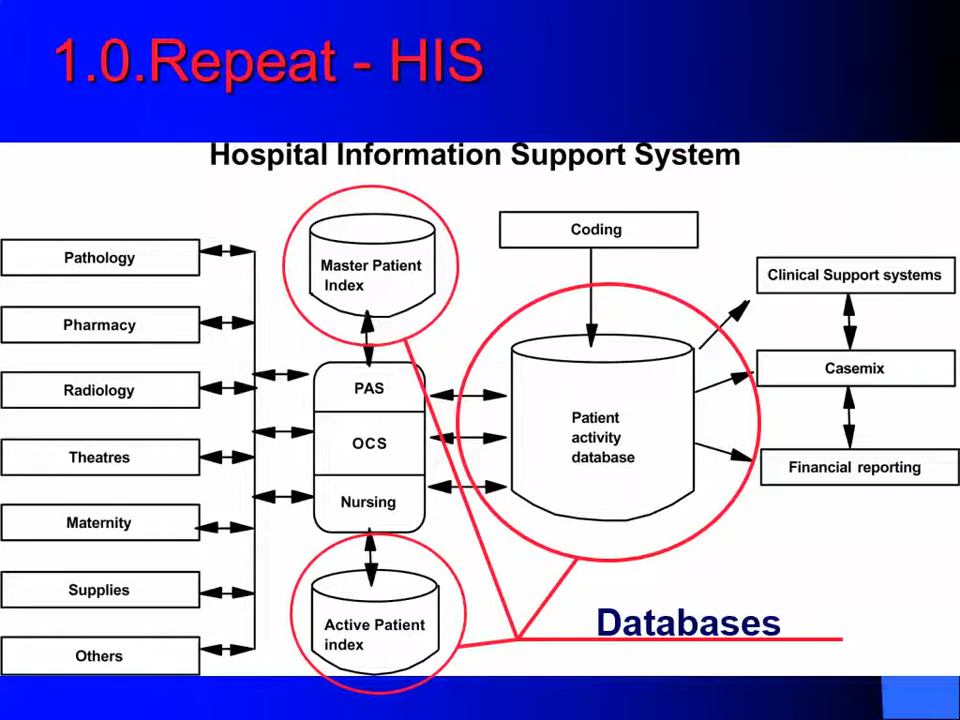 1.0.Repeat - HIS
Hospital Information Support System
Pathology
Pharmacy
Radiology
Theatres
Maternity
Supplies
Others
Master Patient
Index
PAS
OCS
Nursing
Active Patient
index
Coding
Patient
activity
database
Clinical Support systems
Casemix
Financial reporting
Databases